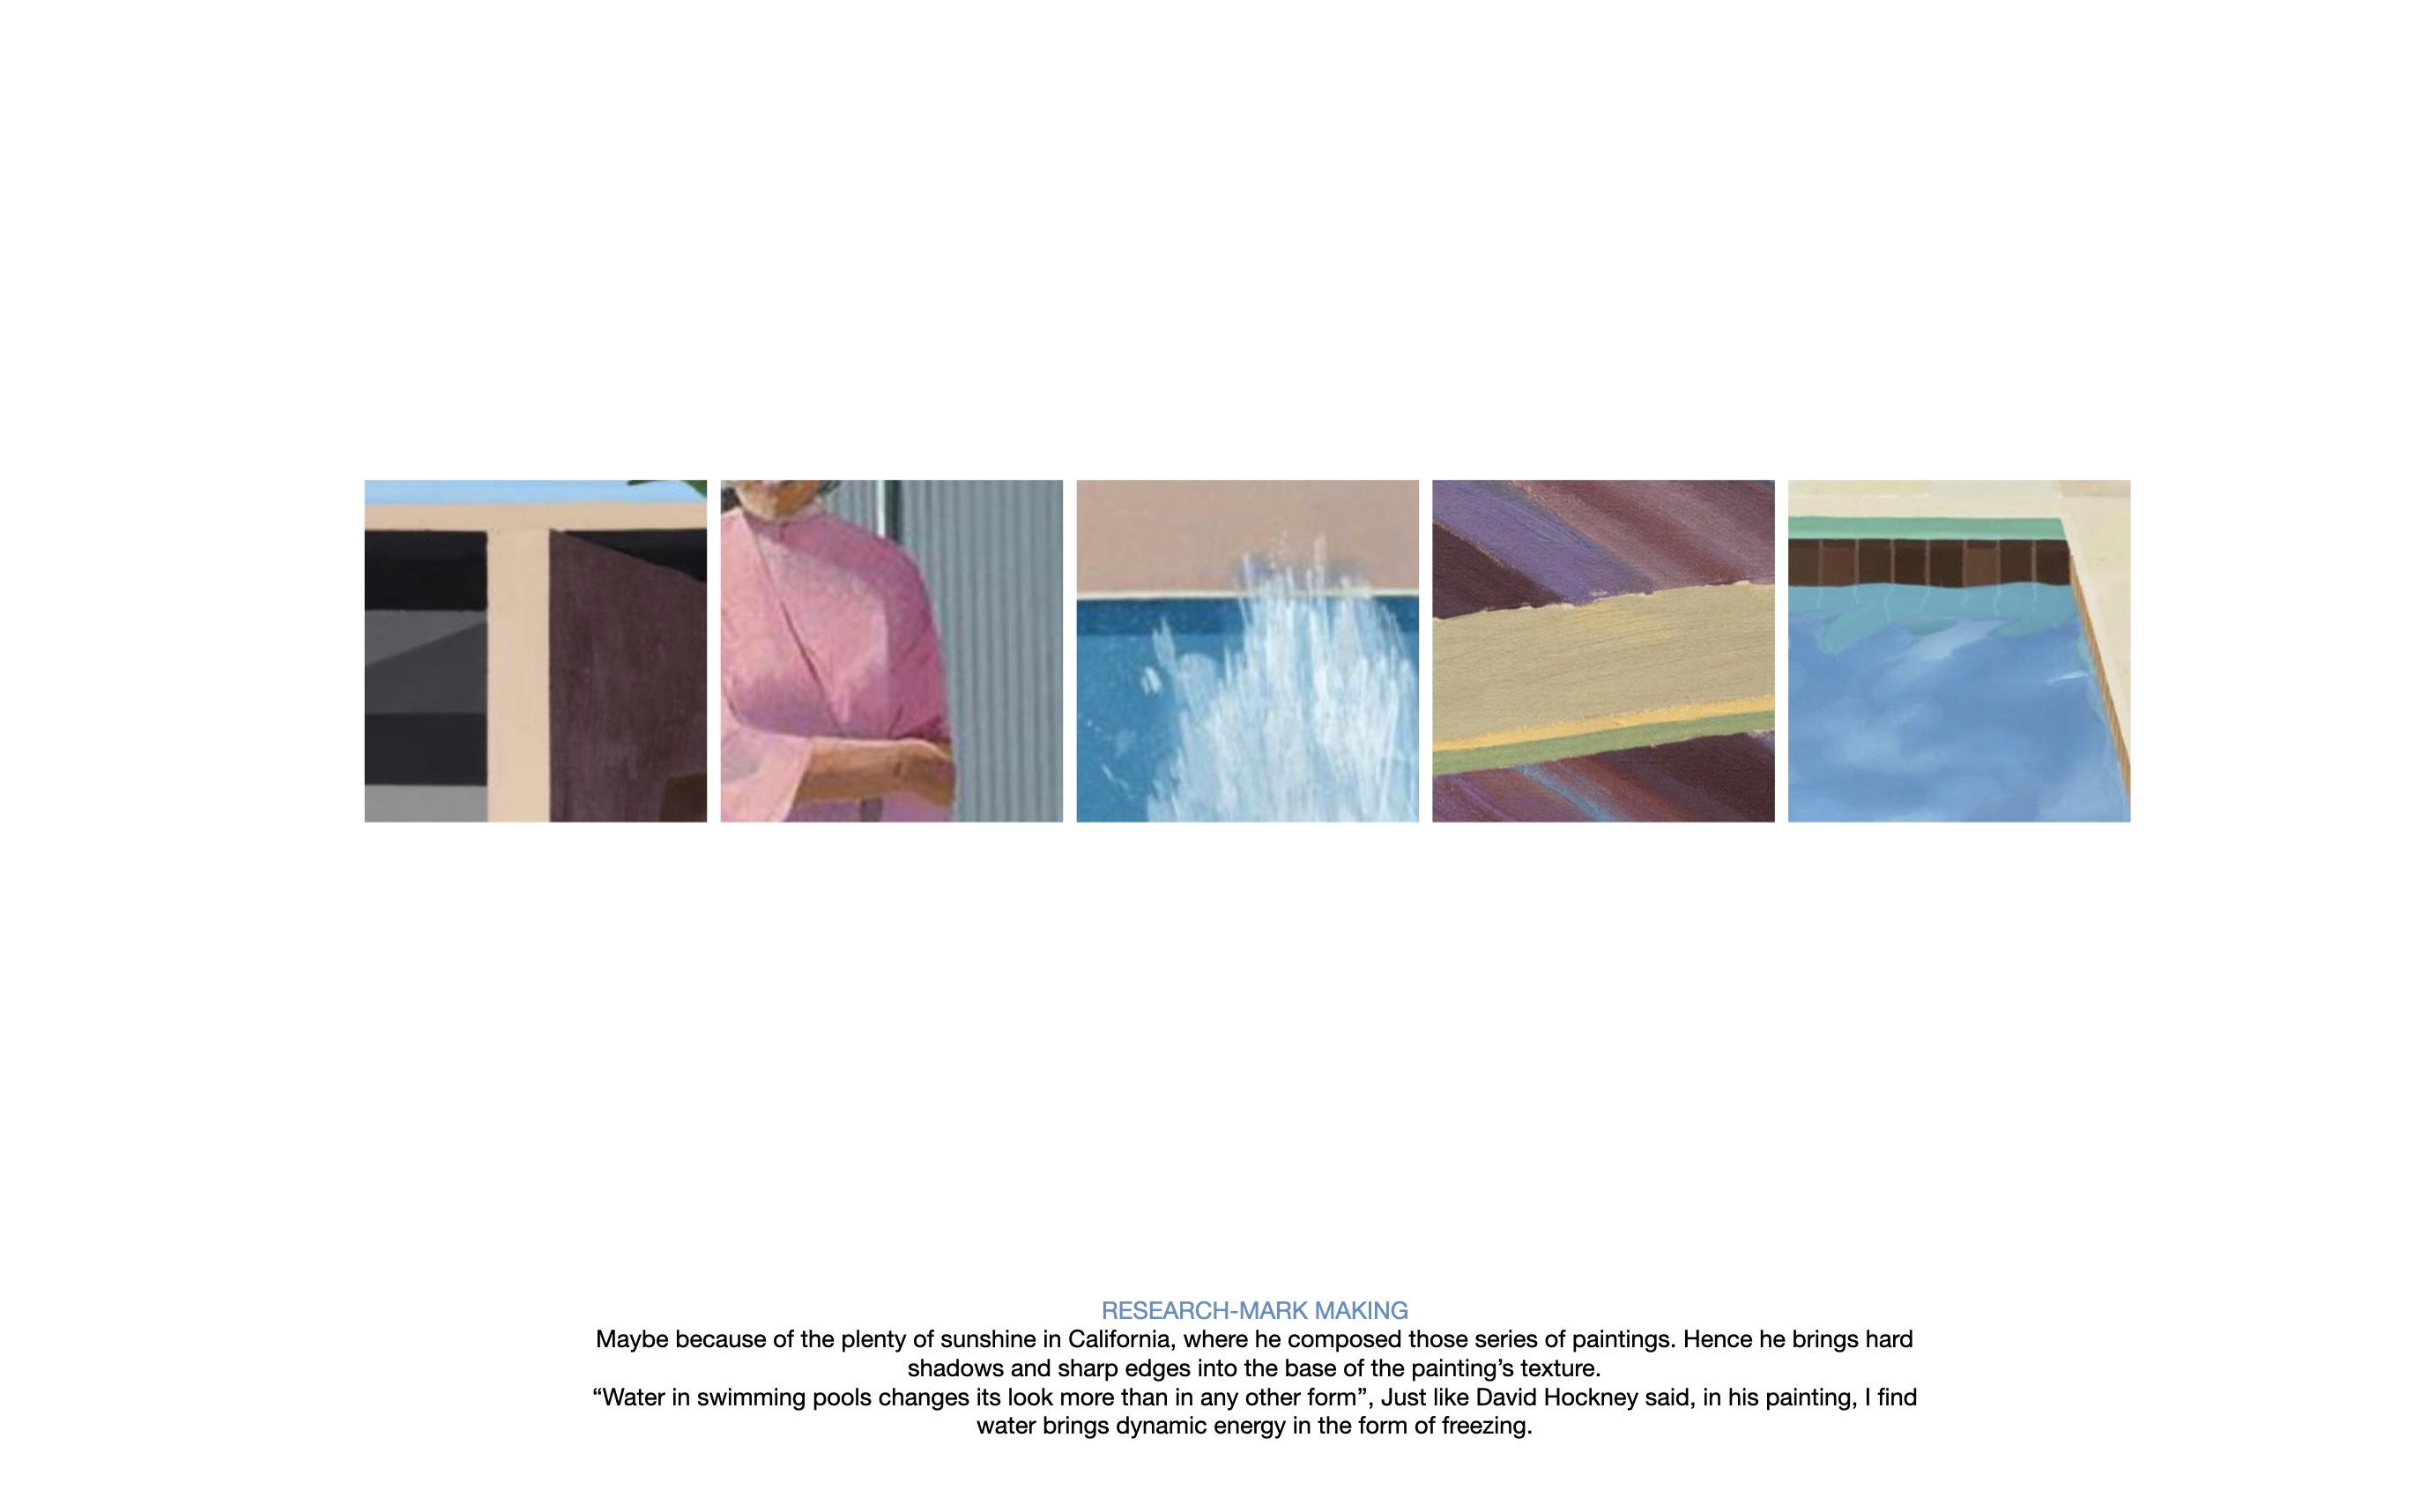 RESEARCH-MARK MAKING
Maybe because of the plenty of sunshine in California, where he composed those series of paintings. Hence he brings hard
shadows and sharp edges into the base of the painting’s texture.
“Water in swimming pools changes its look more than in any other form”, Just like David Hockney said, in his painting, I find
water brings dynamic energy in the form of freezing.